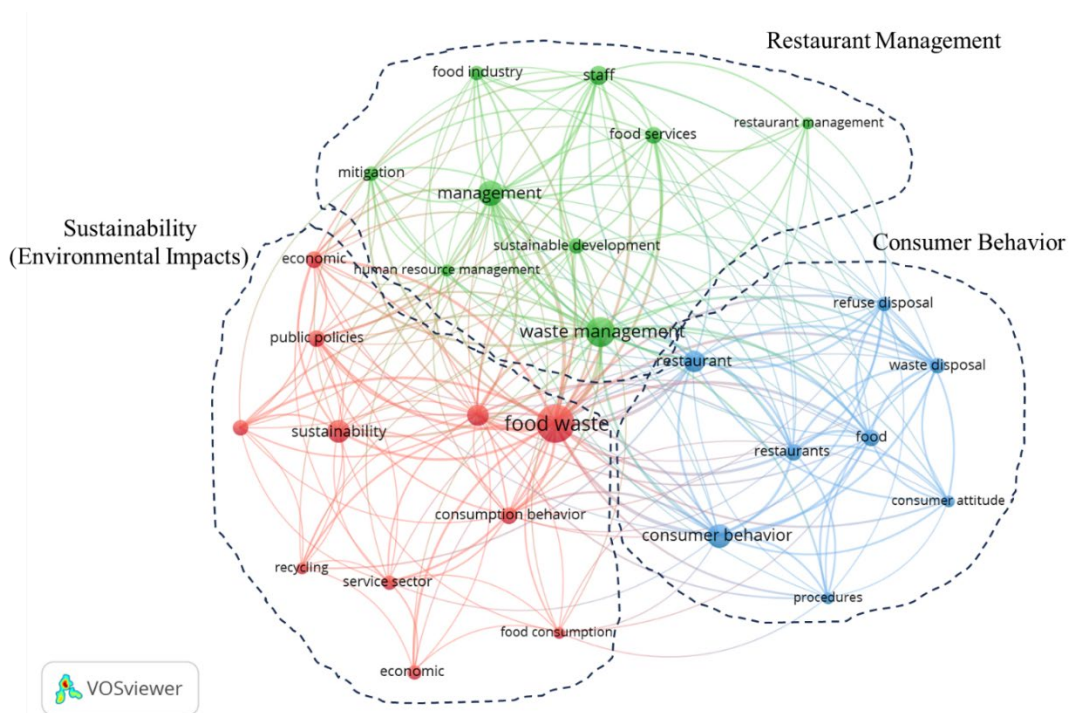 Restaurant Management
food industry
staff
restaurant management
food services
mitigation
management
Sustainability
(Environmental Impacts)
economic
sustainable development
human resource management
Consumer Behavior
refuse disposal
public policies
waste management
restaurant
waste disposal
sustainability
food waste
food
restaurants
consumer attitude
consumption behavior
consumer behavior
recycling
service sector
procedures
food consumption
economic
VOSviewer